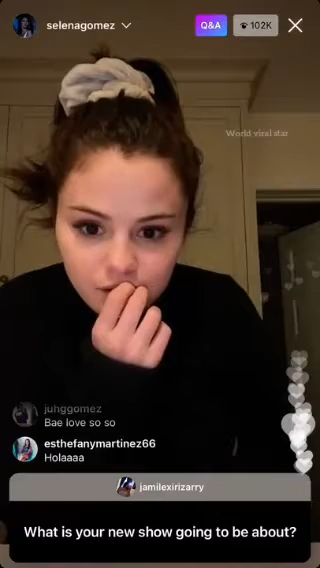 selenagomez
Q&A
102K
World viral star
juhggomez
Bae love so so
esthefanymartinez66
Holaaaa
jamilexirizarry
What is your new show going to be about?